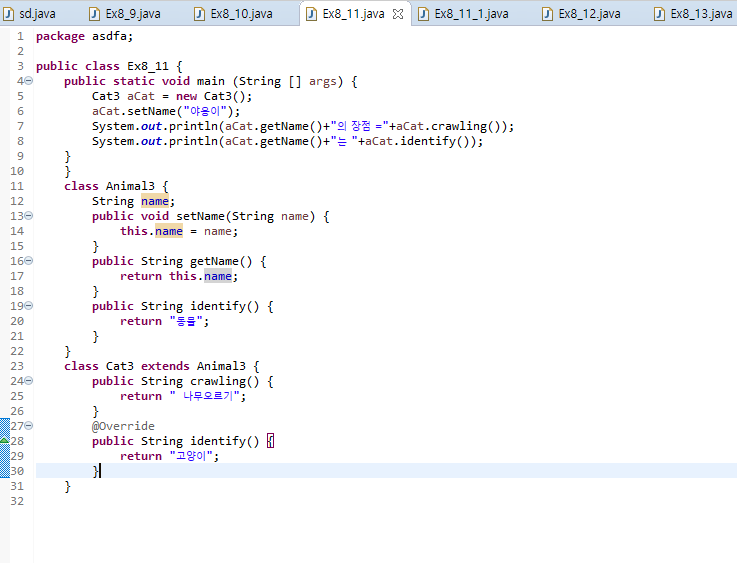 sd.java Ex8_9.java Ex8_10.java Ex8_11.java Ex8_11_1.java Ex8_12.java Ex8_13.java
1 package asdfa;
2
3 public class Ex8_11 {
4 public static void main (String [] args) {
5 Cat3 aCat = new Cat3();
6 aCat.setName("야옹이");
7 System.out.println(aCat.getName()+"의 장점 ="+aCat.crawling());
8 System.out.println(aCat.getName()+"는 "+aCat.identify());
9 }
10 }
11 class Animal3 {
12 String name;
13 public void setName(String name) {
14 this.name = name;
15 }
16 public String getName() {
17 return this.name;
18 }
19 public String identify() {
20 return "동물";
21 }
22 }
23 class Cat3 extends Animal3 {
24 public String crawling() {
25 return " 나무오르기";
26 }
27 @Override
28 public String identify() {
29 return "고양이";
30 }
31 }
32